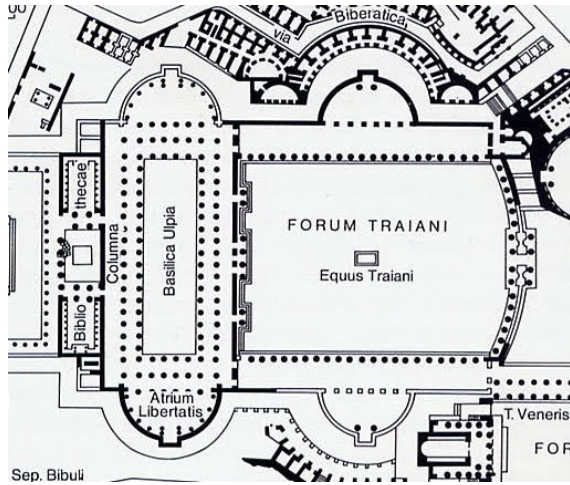 Biberatica
via
thecae
Columna
Basilica Ulpia
FORUM TRAIANI
Equus Traiani
Biblio
Atrium
Libertatis
T. Veneris
FOR
Sep. Bibuli